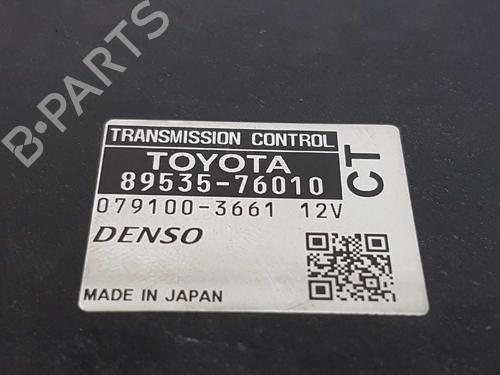 B-PARTS
TRANSMISSION CONTROL
TOYOTA
89535-76010
CT
079100-3661 12V
DENSO
MADE IN JAPAN